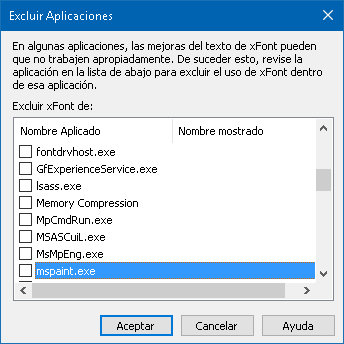 Excluir Aplicaciones
En algunas aplicaciones, las mejoras del texto de xFont pueden
que no trabajen apropiadamente. De suceder esto, revise la
aplicación en la lista de abajo para excluir el uso de xFont dentro
de esa aplicación.
Excluir xFont de:
Nombre Aplicado Nombre mostrado
fontdrvhost.exe
GfExperienceService.exe
lsass.exe
Memory Compression
MpCmdRun.exe
MSASCuiL.exe
MsMpEng.exe
mspaint.exe
Aceptar Cancelar Ayuda